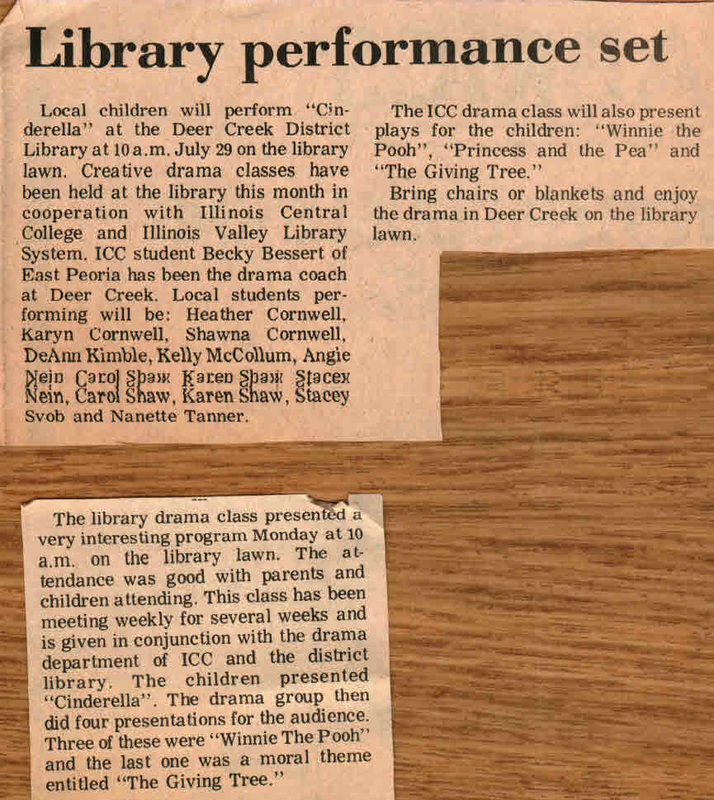 Library performance set
Local children will perform "Cin-
derella" at the Deer Creek District
Library at 10 a.m. July 29 on the library
lawn. Creative drama classes have
been held at the library this month in
cooperation with Illinois Central
College and Illinois Valley Library
System. ICC student Becky Bessert of
East Peoria has been the drama coach
at Deer Creek. Local students per-
forming will be: Heather Cornwell,
Karyn Cornwell, Shawna Cornwell,
DeAnn Kimble, Kelly McCollum, Angie
Nein, Carol Shaw, Karen Shaw, Stacey
Svob and Nanette Tanner.
The ICC drama class will also present
plays for the children: "Winnie the
Pooh", "Princess and the Pea" and
"The Giving Tree."
Bring chairs or blankets and enjoy
the drama in Deer Creek on the library
lawn.
The library drama class presented a
very interesting program Monday at 10
a.m. on the library lawn. The at-
tendance was good with parents and
children attending. This class has been
meeting weekly for several weeks and
is given in conjunction with the drama
department of ICC and the district
library. The children presented
"Cinderella". The drama group then
did four presentations for the audience.
Three of these were "Winnie The Pooh"
and the last one was a moral theme
entitled "The Giving Tree."